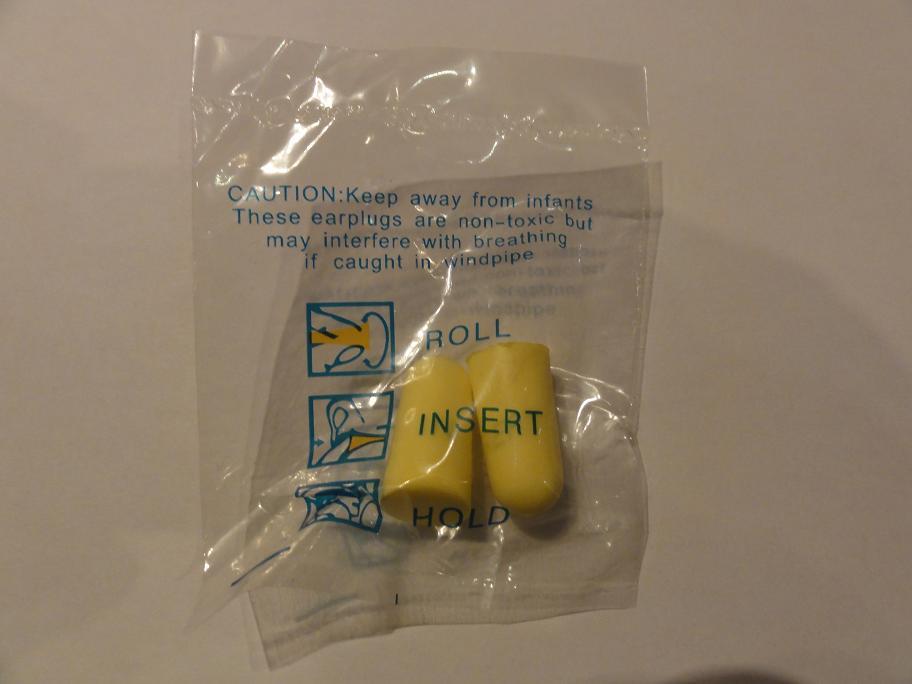 CAUTION:Keep away from infants
These earplugs are non-toxic but
may interfere with breathing
if caught in windpipe
ROLL
INSERT
HOLD